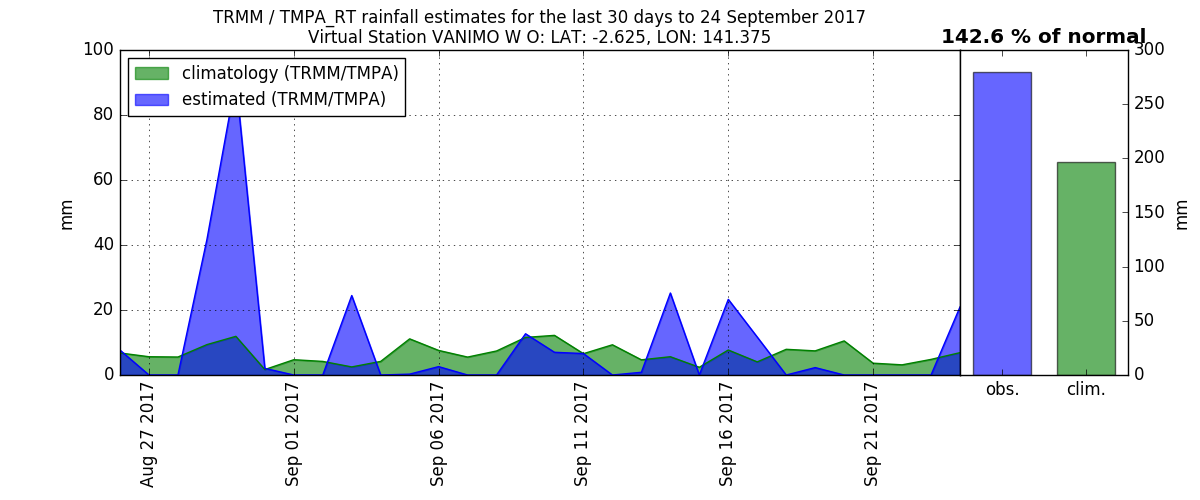 TRMM / TMPA_RT rainfall estimates for the last 30 days to 24 September 2017
Virtual Station VANIMO W O: LAT: -2.625, LON: 141.375
142.6 % of normal
climatology (TRMM/TMPA)
estimated (TRMM/TMPA)
100
80
60
40
20
0
mm
Aug 27 2017
Sep 01 2017
Sep 06 2017
Sep 11 2017
Sep 16 2017
Sep 21 2017
300
250
200
150
100
50
0
mm
obs.
clim.